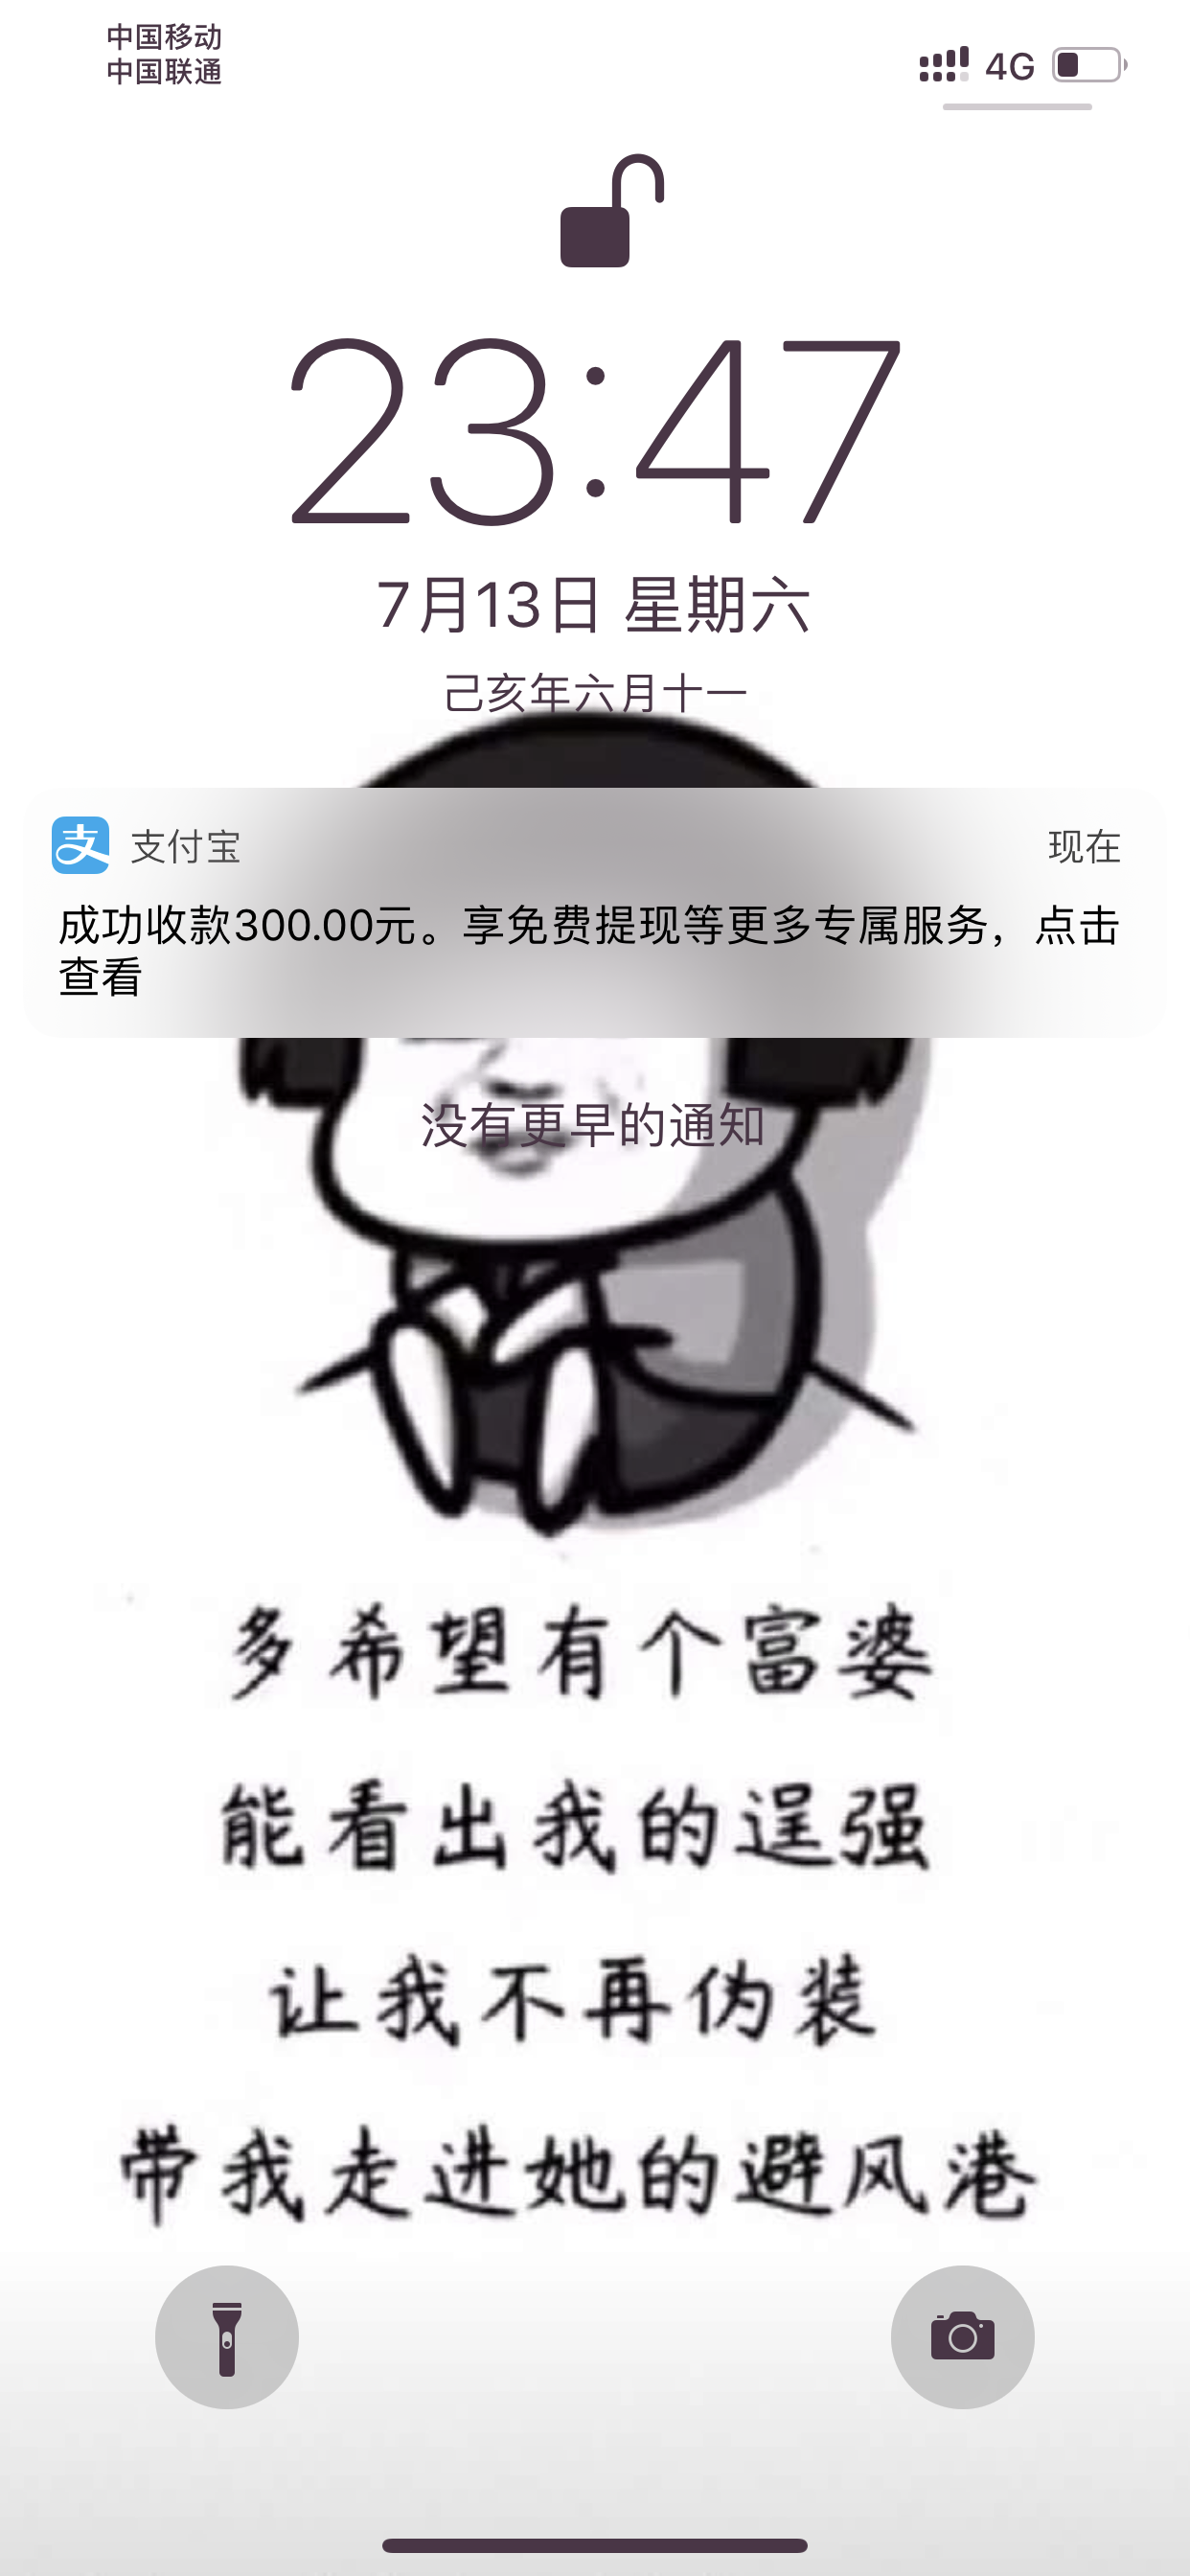 中国移动
中国联通
4G
23:47
7月13日 星期六
己亥年六月十一
支 支付宝 现在
成功收款300.00元。享免费提现等更多专属服务，点击
查看
没有更早的通知
多希望有个富婆
能看出我的逞强
让我不再伪装
带我走进她的避风港